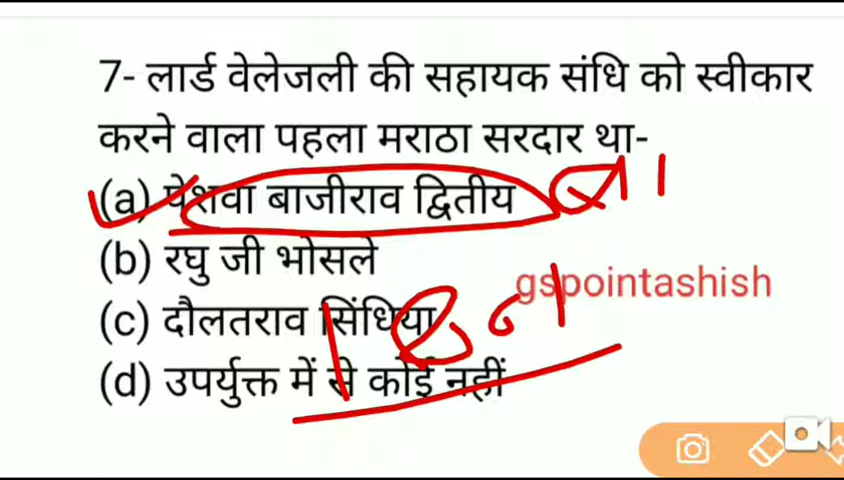 7- लार्ड वेलेजली की सहायक संधि को स्वीकार
करने वाला पहला मराठा सरदार था-
(a) पेशवा बाजीराव द्वितीय
(b) रघु जी भोसले
gspointashish
(c) दौलतराव सिंधिया
(d) उपर्युक्त में से कोई नहीं